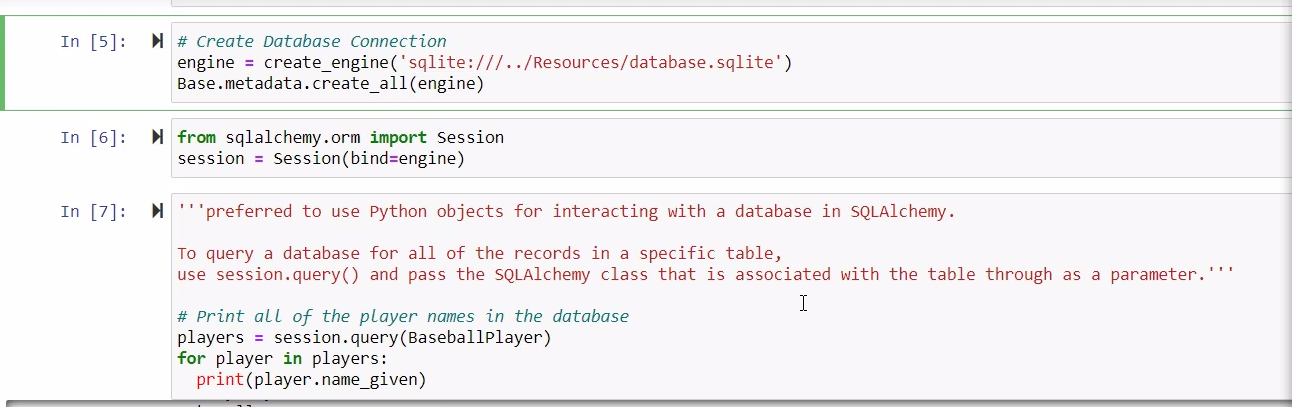 In [5]:
# Create Database Connection
engine = create_engine('sqlite:///../Resources/database.sqlite')
Base.metadata.create_all(engine)
In [6]:
from sqlalchemy.orm import Session
session = Session(bind=engine)
In [7]:
'''preferred to use Python objects for interacting with a database in SQLAlchemy.
To query a database for all of the records in a specific table,
use session.query() and pass the SQLAlchemy class that is associated with the table through as a parameter.'''
# Print all of the player names in the database
players = session.query(BaseballPlayer)
for player in players:
  print(player.name_given)